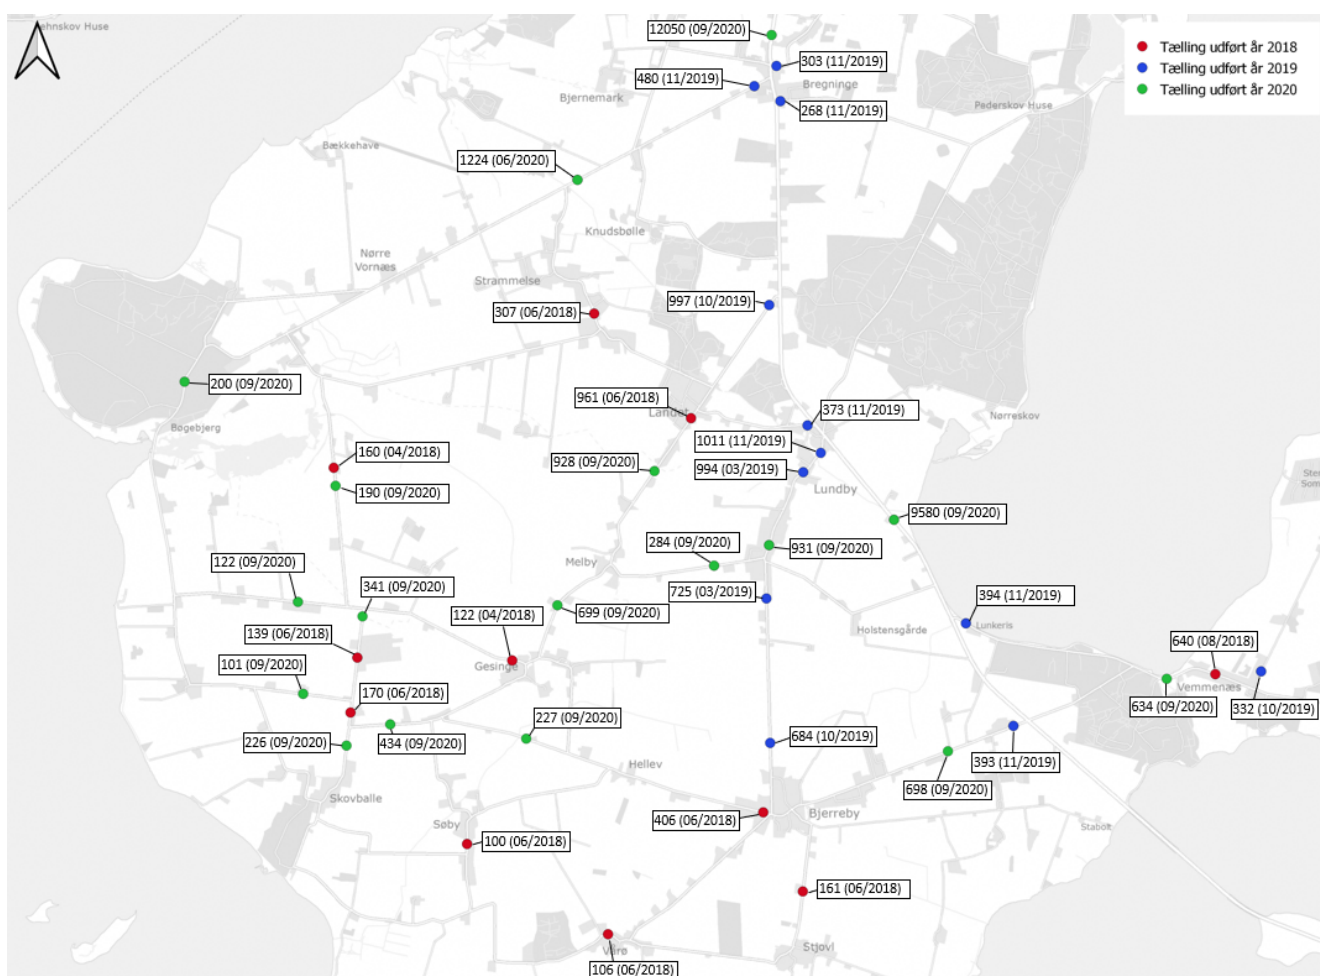 ehnskov Huse
12050 (09/2020)
Tælling udført år 2018
Tælling udført år 2019
Tælling udført år 2020
303 (11/2019)
480 (11/2019)
Bregninge
Bjernemark
268 (11/2019)
Pederskov Huse
Bækkehave
1224 (06/2020)
Knudsbølle
Nørre
Vornæs
Strammelse
997 (10/2019)
307 (06/2018)
200 (09/2020)
961 (06/2018)
Landet
373 (11/2019)
Nørreskov
Bøgebjerg
1011 (11/2019)
160 (04/2018)
928 (09/2020)
994 (03/2019)
Lundby
190 (09/2020)
9580 (09/2020)
284 (09/2020)
931 (09/2020)
122 (09/2020)
Melby
341 (09/2020)
725 (03/2019)
394 (11/2019)
122 (04/2018)
699 (09/2020)
Holstensgårde
Lunkeris
139 (06/2018)
640 (08/2018)
101 (09/2020)
Gesinge
Vemmenæs
170 (06/2018)
634 (09/2020)
332 (10/2019)
227 (09/2020)
226 (09/2020)
434 (09/2020)
684 (10/2019)
393 (11/2019)
Hellev
698 (09/2020)
Skovballe
Søby
406 (06/2018)
Bjerreby
Stabolt
100 (06/2018)
161 (06/2018)
Stjovl
106 (06/2018)